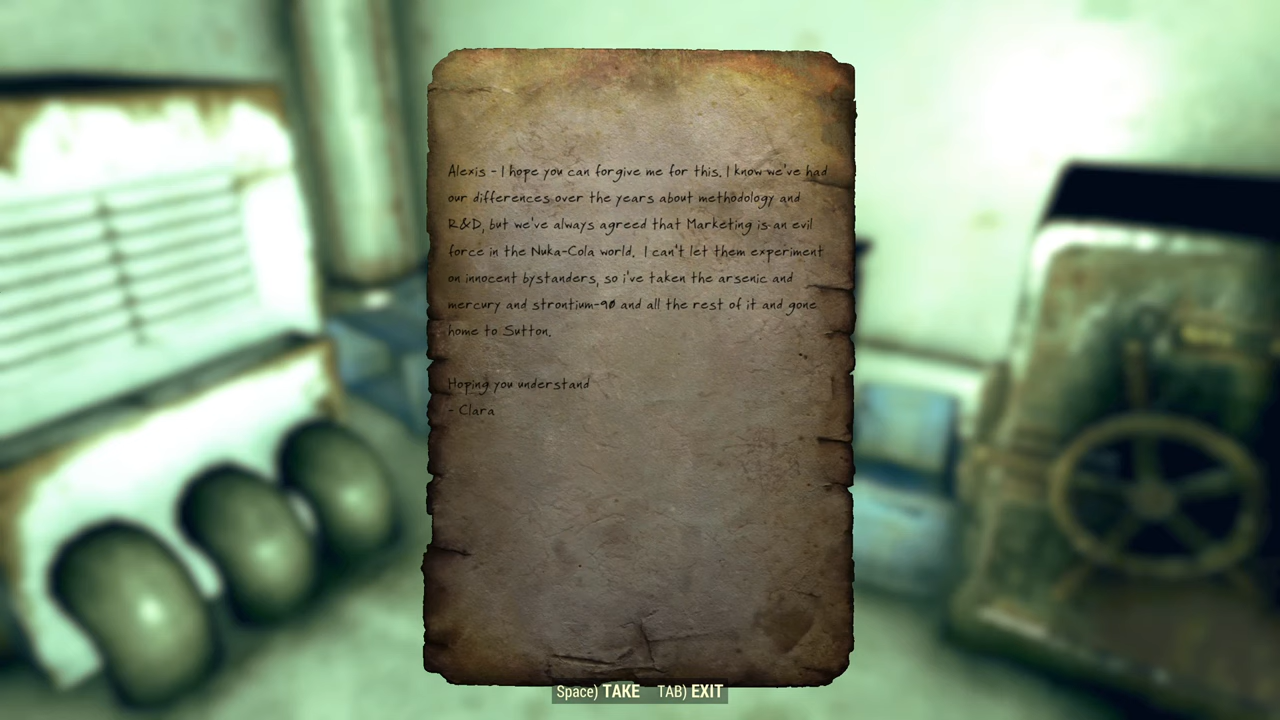 Alexis - I hope you can forgive me for this. I know we've had
our differences over the years about methodology and
R&D, but we've always agreed that Marketing is an evil
force in the Nuka-Cola world. I can't let them experiment
on innocent bystanders, so i've taken the arsenic and
mercury and strontium-90 and all the rest of it and gone
home to Sutton.
Hoping you understand
- Clara
Space) TAKE TAB) EXIT